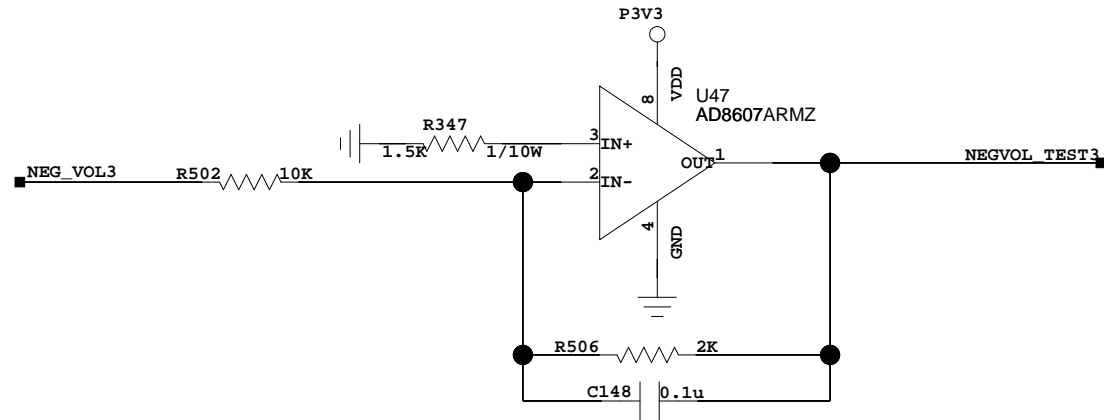 P3V3
8
VDD
U47
AD8607ARMZ
R347
1.5K
1/10W
3
IN+
OUT
1
NEGVOL_TEST3
NEG_VOL3
R502
10K
2
IN-
4
GND
R506
2K
C148
0.1u